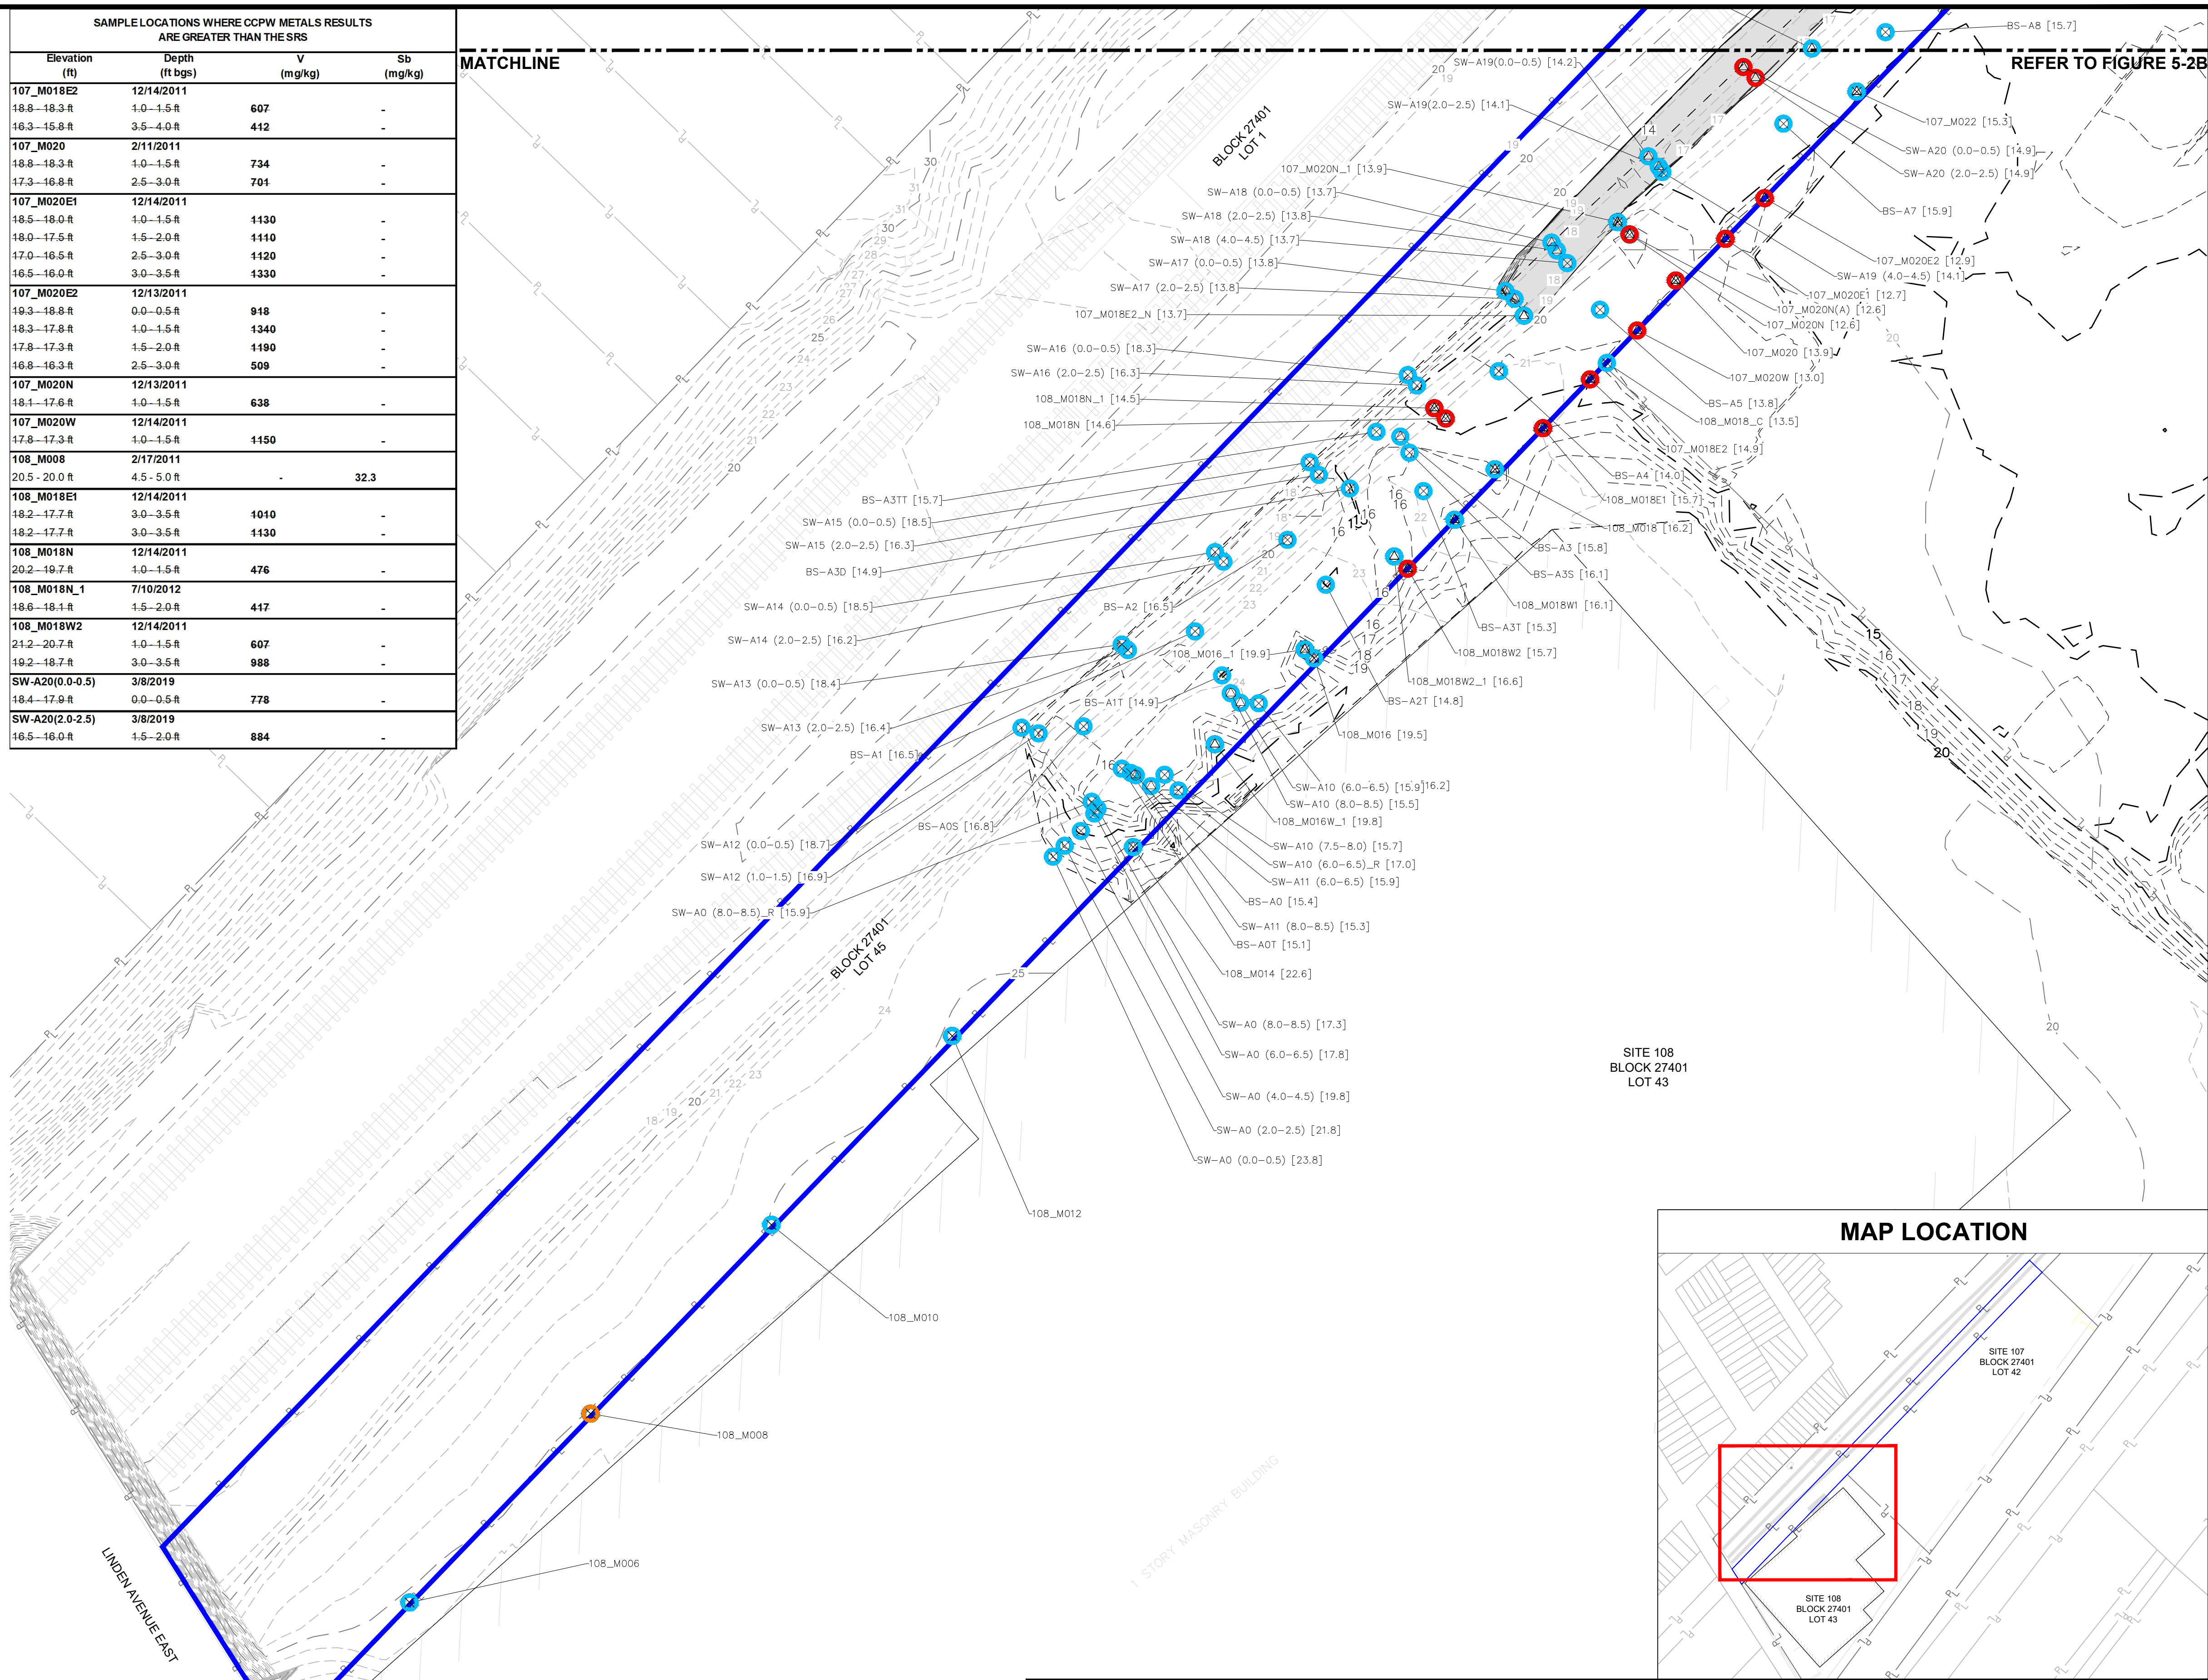 SAMPLE LOCATIONS WHERE CCPW METALS RESULTS
ARE GREATER THAN THE SRS
Elevation Depth V Sb
(ft) (ft bgs) (mg/kg) (mg/kg)
107_M018E2 12/14/2011
18.8 - 18.3 ft 1.0 - 1.5 ft 607 -
16.3 - 15.8 ft 3.5 - 4.0 ft 412 -
107_M020 2/11/2011
18.8 - 18.3 ft 1.0 - 1.5 ft 734 -
17.3 - 16.8 ft 2.5 - 3.0 ft 701 -
107_M020E1 12/14/2011
18.5 - 18.0 ft 1.0 - 1.5 ft 1130 -
18.0 - 17.5 ft 1.5 - 2.0 ft 1110 -
17.0 - 16.5 ft 2.5 - 3.0 ft 1120 -
16.5 - 16.0 ft 3.0 - 3.5 ft 1330 -
107_M020E2 12/13/2011
19.3 - 18.8 ft 0.0 - 0.5 ft 918 -
18.3 - 17.8 ft 1.0 - 1.5 ft 1340 -
17.8 - 17.3 ft 1.5 - 2.0 ft 1190 -
16.8 - 16.3 ft 2.5 - 3.0 ft 509 -
107_M020N 12/13/2011
18.1 - 17.6 ft 1.0 - 1.5 ft 638 -
107_M020W 12/14/2011
17.8 - 17.3 ft 1.0 - 1.5 ft 1150 -
108_M008 2/17/2011
20.5 - 20.0 ft 4.5 - 5.0 ft - 32.3
108_M018E1 12/14/2011
18.2 - 17.7 ft 3.0 - 3.5 ft 1010 -
18.2 - 17.7 ft 3.0 - 3.5 ft 1130 -
108_M018N 12/14/2011
20.2 - 19.7 ft 1.0 - 1.5 ft 476 -
108_M018N_1 7/10/2012
18.6 - 18.1 ft 1.5 - 2.0 ft 417 -
108_M018W2 12/14/2011
21.2 - 20.7 ft 1.0 - 1.5 ft 607 -
19.2 - 18.7 ft 3.0 - 3.5 ft 988 -
SW-A20(0.0-0.5) 3/8/2019
18.4 - 17.9 ft 0.0 - 0.5 ft 778 -
SW-A20(2.0-2.5) 3/8/2019
16.5 - 16.0 ft 1.5 - 2.0 ft 884 -
MATCHLINE
REFER TO FIGURE 5-2B
BLOCK 27401
LOT 1
SW-A19(0.0-0.5) [14.2]
SW-A19(2.0-2.5) [14.1]
107_M020N_1 [13.9]
SW-A18 (0.0-0.5) [13.7]
SW-A18 (2.0-2.5) [13.8]
SW-A18 (4.0-4.5) [13.7]
SW-A17 (0.0-0.5) [13.8]
SW-A17 (2.0-2.5) [13.8]
107_M018E2_N [13.7]
SW-A16 (0.0-0.5) [18.3]
SW-A16 (2.0-2.5) [16.3]
108_M018N_1 [14.5]
108_M018N [14.6]
BS-A3TT [15.7]
SW-A15 (0.0-0.5) [18.5]
SW-A15 (2.0-2.5) [16.3]
BS-A3D [14.9]
SW-A14 (0.0-0.5) [18.5]
BS-A2 [16.5]
SW-A14 (2.0-2.5) [16.2]
108_M016_1 [19.9]
SW-A13 (0.0-0.5) [18.4]
BS-A1T [14.9]
SW-A13 (2.0-2.5) [16.4]
BS-A1 [16.5]
BS-A0S [16.8]
SW-A12 (0.0-0.5) [18.7]
SW-A12 (1.0-1.5) [16.9]
SW-A0 (8.0-8.5)_R [15.9]
BS-A8 [15.7]
107_M022 [15.3]
SW-A20 (0.0-0.5) [14.9]
SW-A20 (2.0-2.5) [14.9]
BS-A7 [15.9]
107_M020E2 [12.9]
SW-A19 (4.0-4.5) [14.1]
107_M020E1 [12.7]
107_M020N(A) [12.6]
107_M020N [12.6]
107_M020 [13.9]
107_M020W [13.0]
BS-A5 [13.8]
108_M018_C [13.5]
107_M018E2 [14.9]
BS-A4 [14.0]
108_M018E1 [15.7]
108_M018 [16.2]
BS-A3 [15.8]
BS-A3S [16.1]
108_M018W1 [16.1]
BS-A3T [15.3]
108_M018W2 [15.7]
108_M018W2_1 [16.6]
BS-A2T [14.8]
108_M016 [19.5]
SW-A10 (6.0-6.5) [15.9]
16.2]
SW-A10 (8.0-8.5) [15.5]
108_M016W_1 [19.8]
SW-A10 (7.5-8.0) [15.7]
SW-A10 (6.0-6.5)_R [17.0]
SW-A11 (6.0-6.5) [15.9]
BS-A0 [15.4]
SW-A11 (8.0-8.5) [15.3]
BS-A0T [15.1]
108_M014 [22.6]
SW-A0 (8.0-8.5) [17.3]
SW-A0 (6.0-6.5) [17.8]
SW-A0 (4.0-4.5) [19.8]
SW-A0 (2.0-2.5) [21.8]
SW-A0 (0.0-0.5) [23.8]
108_M012
108_M010
108_M008
108_M006
BLOCK 27401
LOT 45
SITE 108
BLOCK 27401
LOT 43
1 STORY MASONRY BUILDING
LINDEN AVENUE EAST
MAP LOCATION
SITE 107
BLOCK 27401
LOT 42
SITE 108
BLOCK 27401
LOT 43